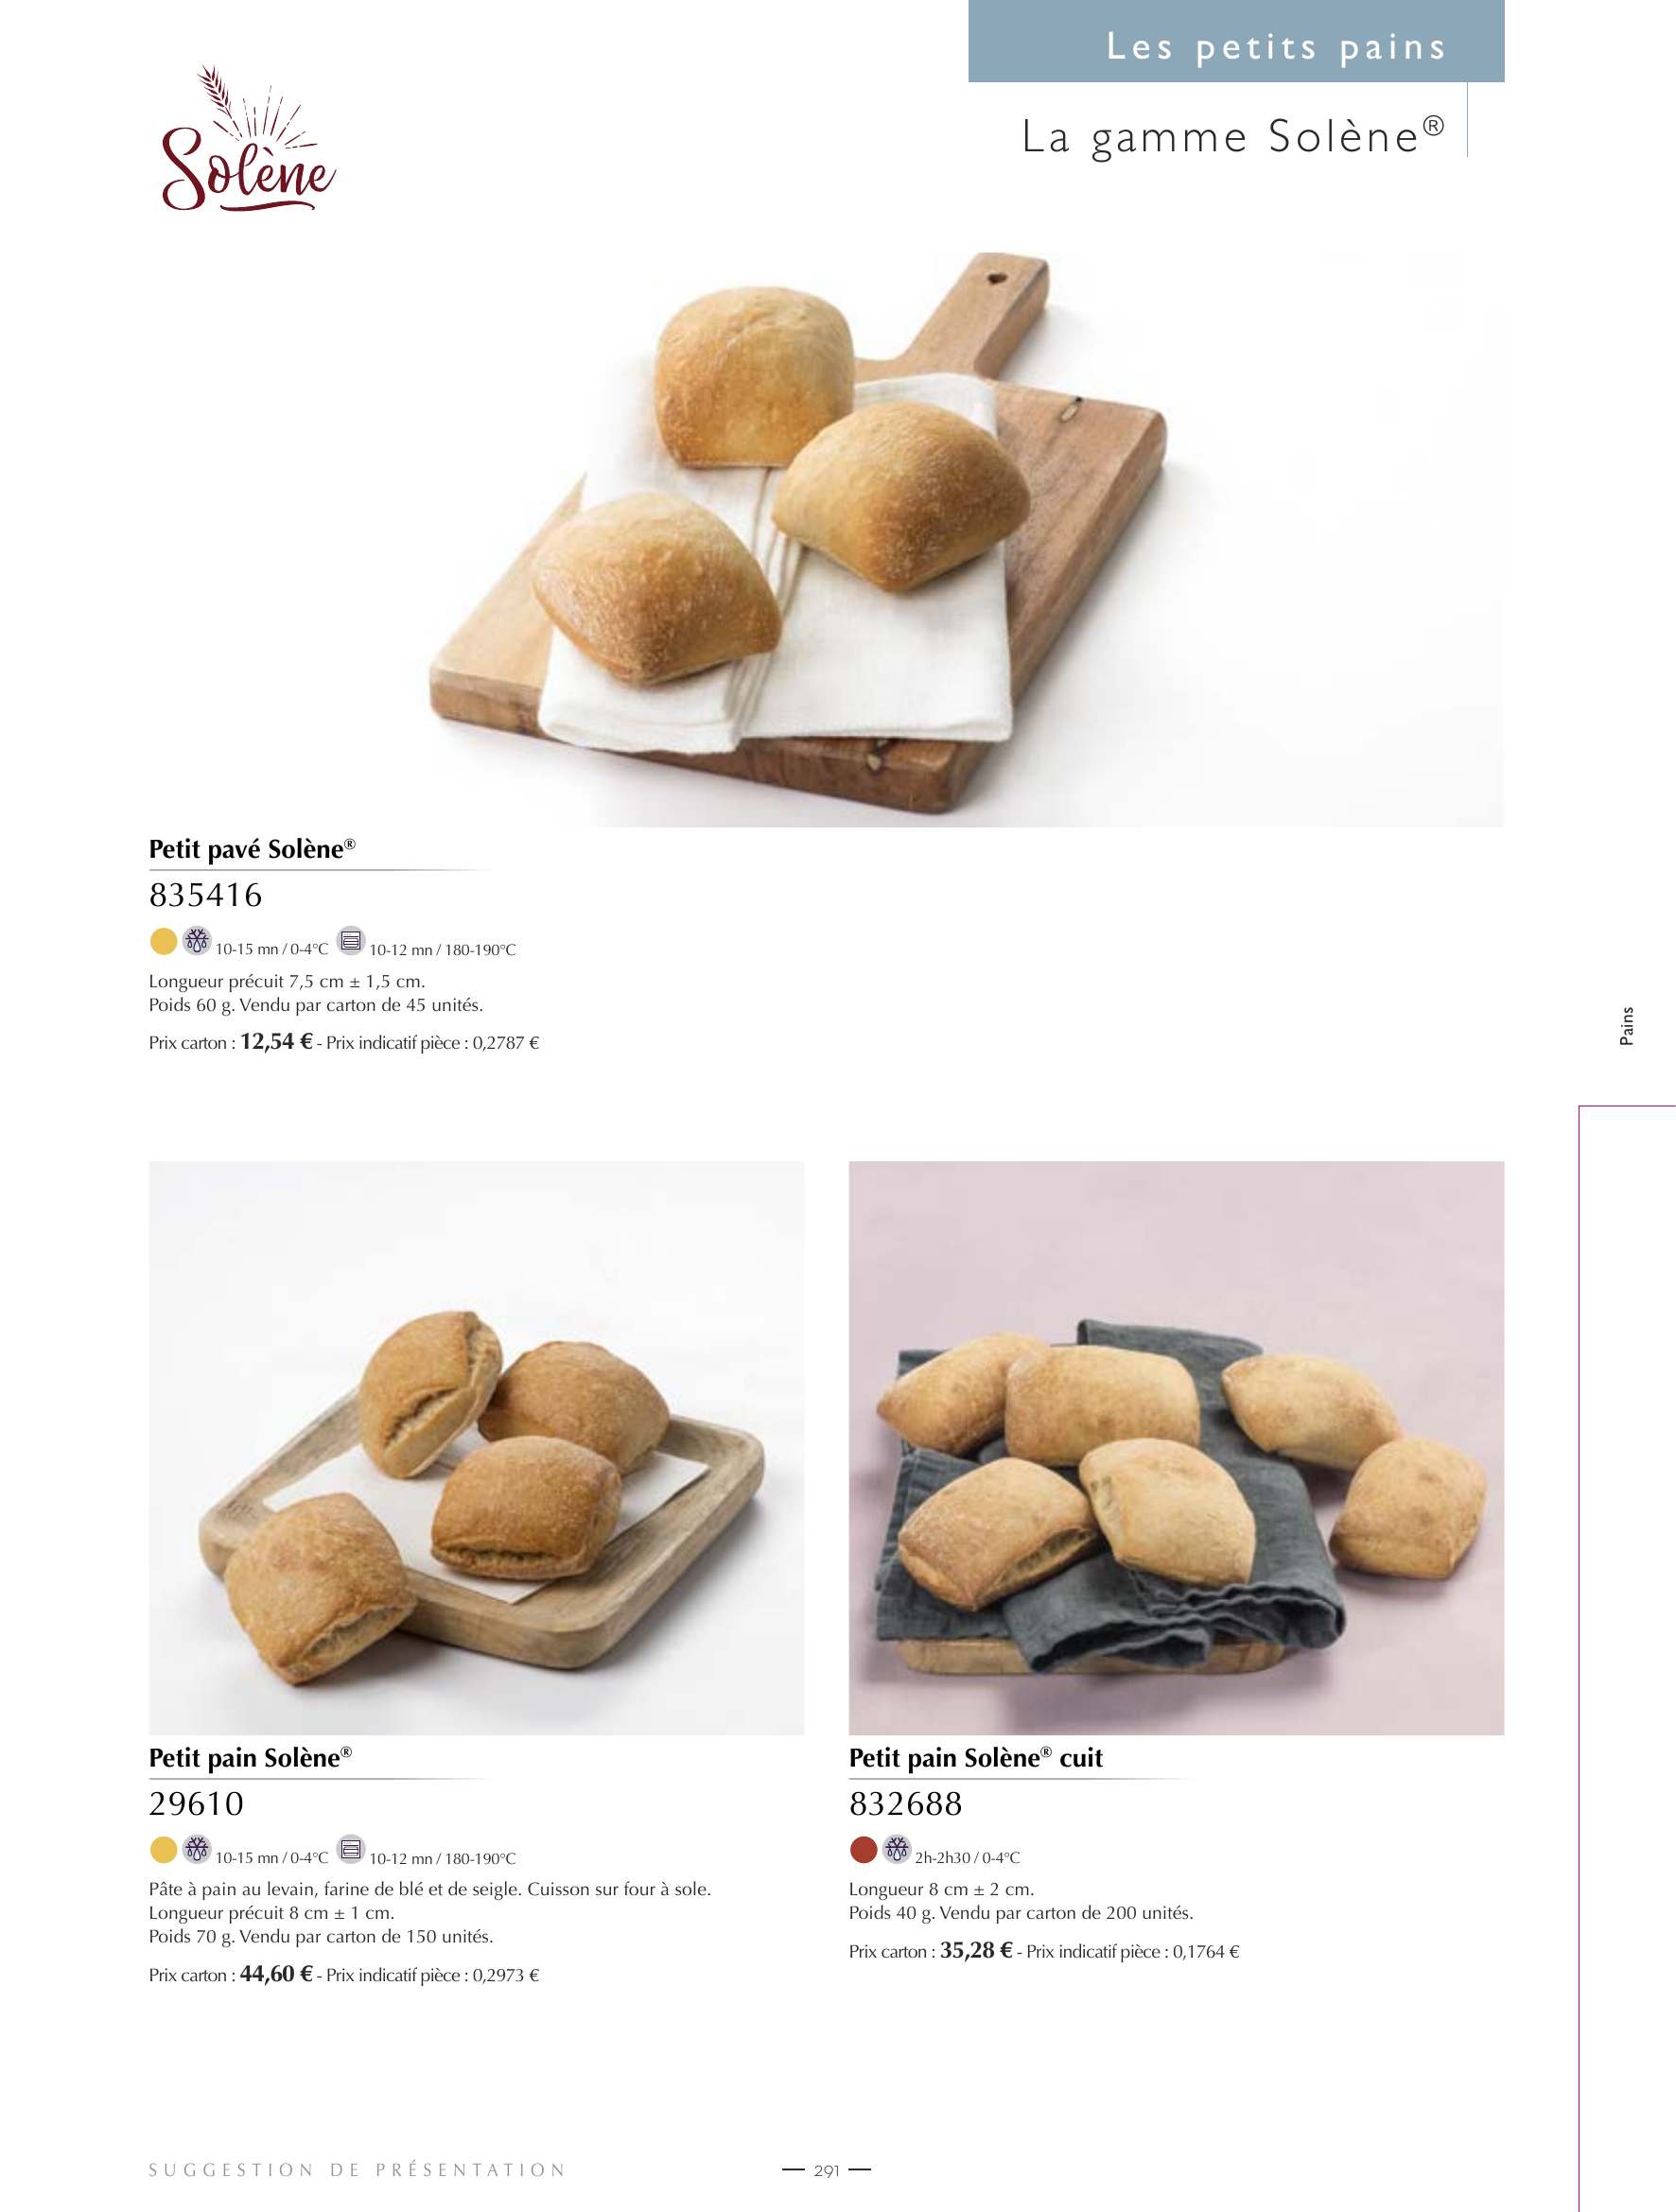 Les petits pains
Solène
La gamme Solène®
Petit pavé Solène®
835416
10-15 mn / 0-4°C 10-12 mn / 180-190°C
Longueur précuit 7,5 cm ± 1,5 cm.
Poids 60 g. Vendu par carton de 45 unités.
Prix carton : 12,54 € - Prix indicatif pièce : 0,2787 €
Pains
Petit pain Solène®
29610
10-15 mn / 0-4°C 10-12 mn / 180-190°C
Pâte à pain au levain, farine de blé et de seigle. Cuisson sur four à sole.
Longueur précuit 8 cm ± 1 cm.
Poids 70 g. Vendu par carton de 150 unités.
Prix carton : 44,60 € - Prix indicatif pièce : 0,2973 €
Petit pain Solène® cuit
832688
2h-2h30 / 0-4°C
Longueur 8 cm ± 2 cm.
Poids 40 g. Vendu par carton de 200 unités.
Prix carton : 35,28 € - Prix indicatif pièce : 0,1764 €
SUGGESTION DE PRÉSENTATION
291